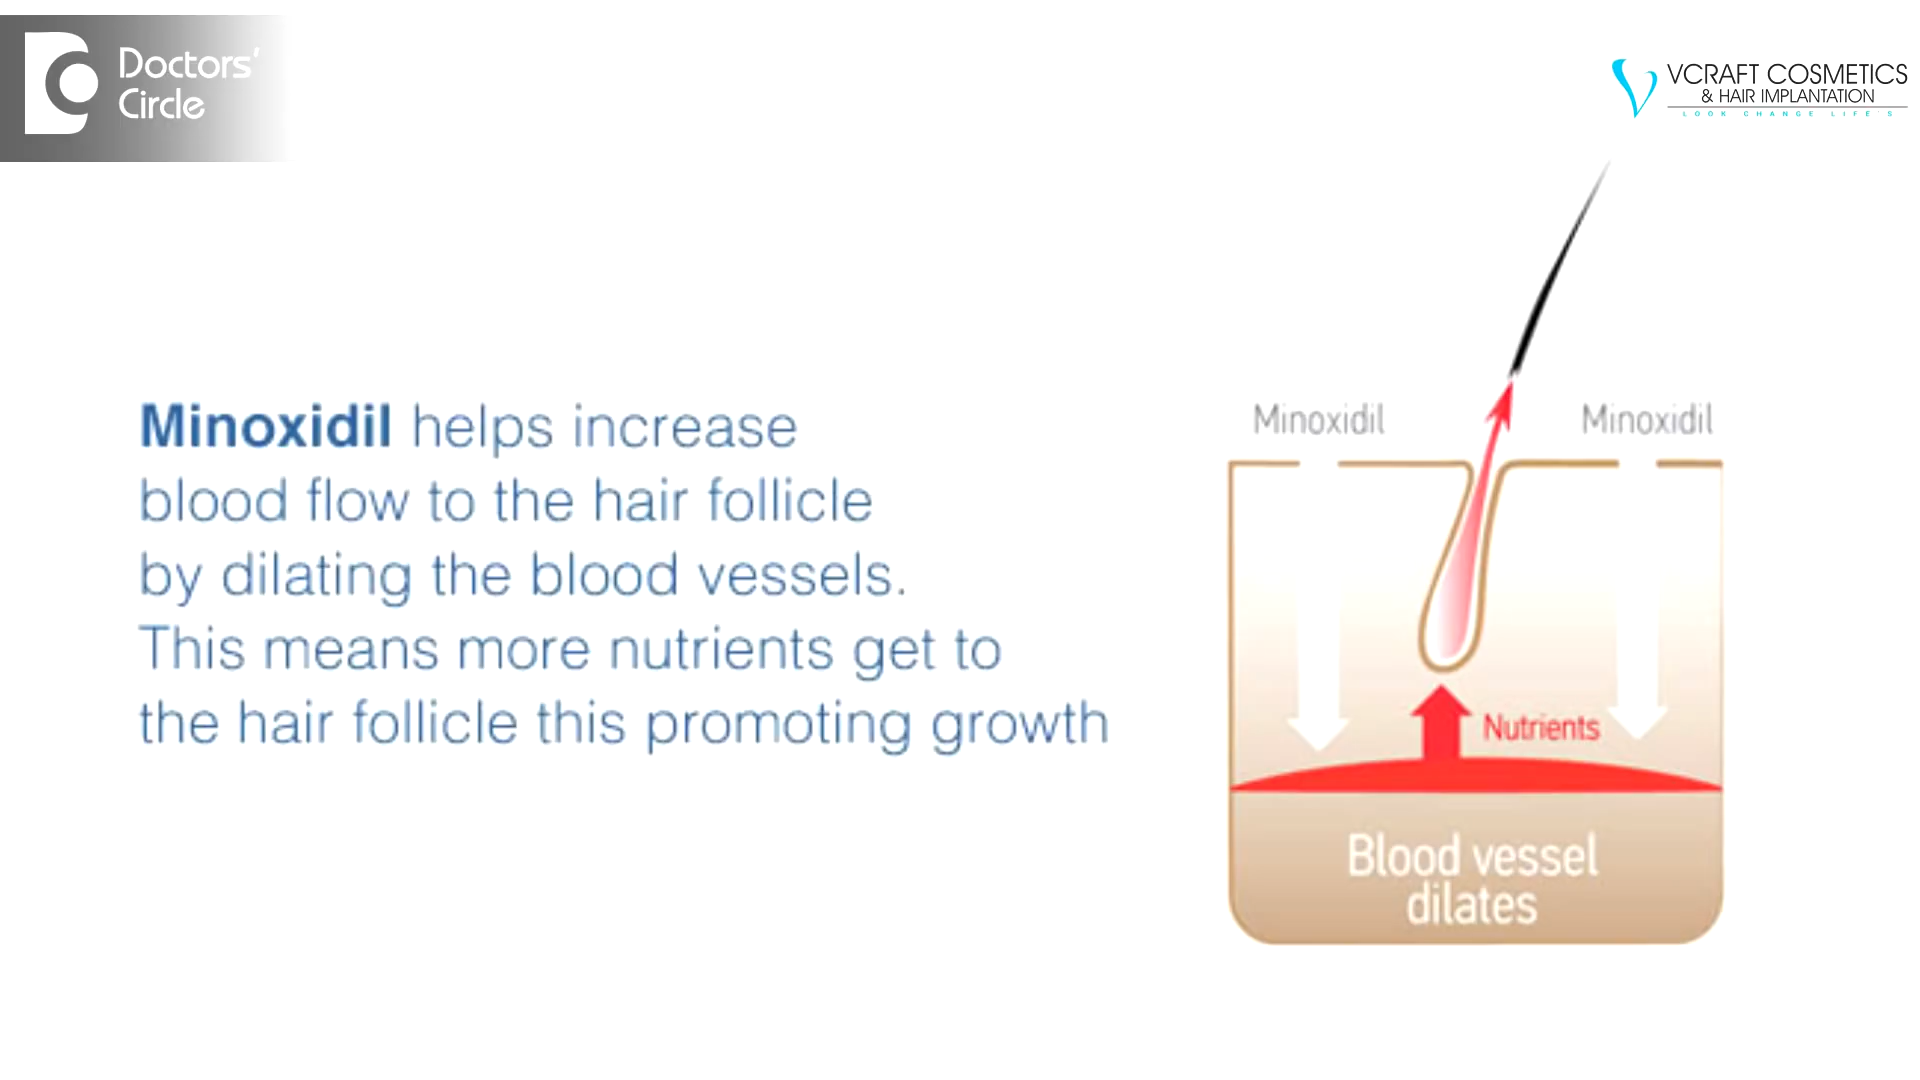 Doctors'
Circle
VCRAFT COSMETICS
& HAIR IMPLANTATION
LOOK CHANGE LIFE S
Minoxidil helps increase
blood flow to the hair follicle
by dilating the blood vessels.
This means more nutrients get to
the hair follicle this promoting growth
Minoxidil
Minoxidil
Nutrients
Blood vessel
dilates